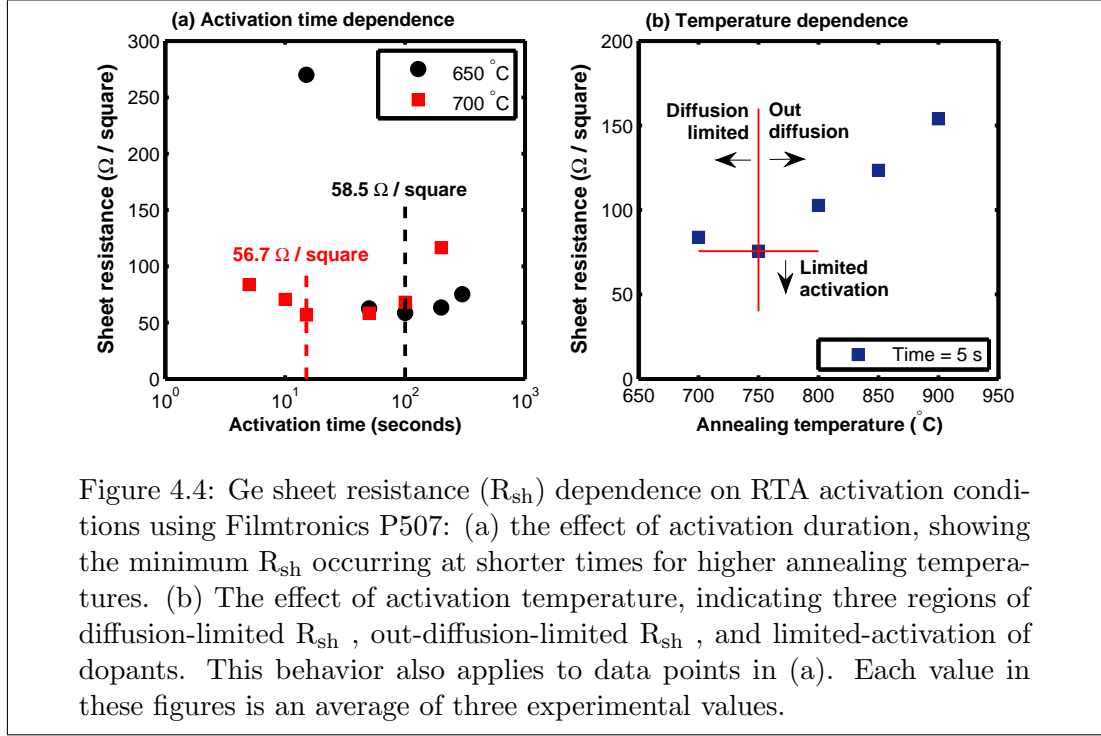 (a) Activation time dependence
300
250
200
150
100
50
0
Sheet resistance (Ω / square)
650 °C
700 °C
58.5 Ω / square
56.7 Ω / square
10^0
10^1
10^2
10^3
Activation time (seconds)
(b) Temperature dependence
200
150
100
50
0
Sheet resistance (Ω / square)
Diffusion
limited
Out
diffusion
Limited
activation
Time = 5 s
650 700 750 800 850 900 950
Annealing temperature (°C)
Figure 4.4: Ge sheet resistance (R_sh) dependence on RTA activation condi-
tions using Filmtronics P507: (a) the effect of activation duration, showing
the minimum R_sh occurring at shorter times for higher annealing tempera-
tures. (b) The effect of activation temperature, indicating three regions of
diffusion-limited R_sh , out-diffusion-limited R_sh , and limited-activation of
dopants. This behavior also applies to data points in (a). Each value in
these figures is an average of three experimental values.